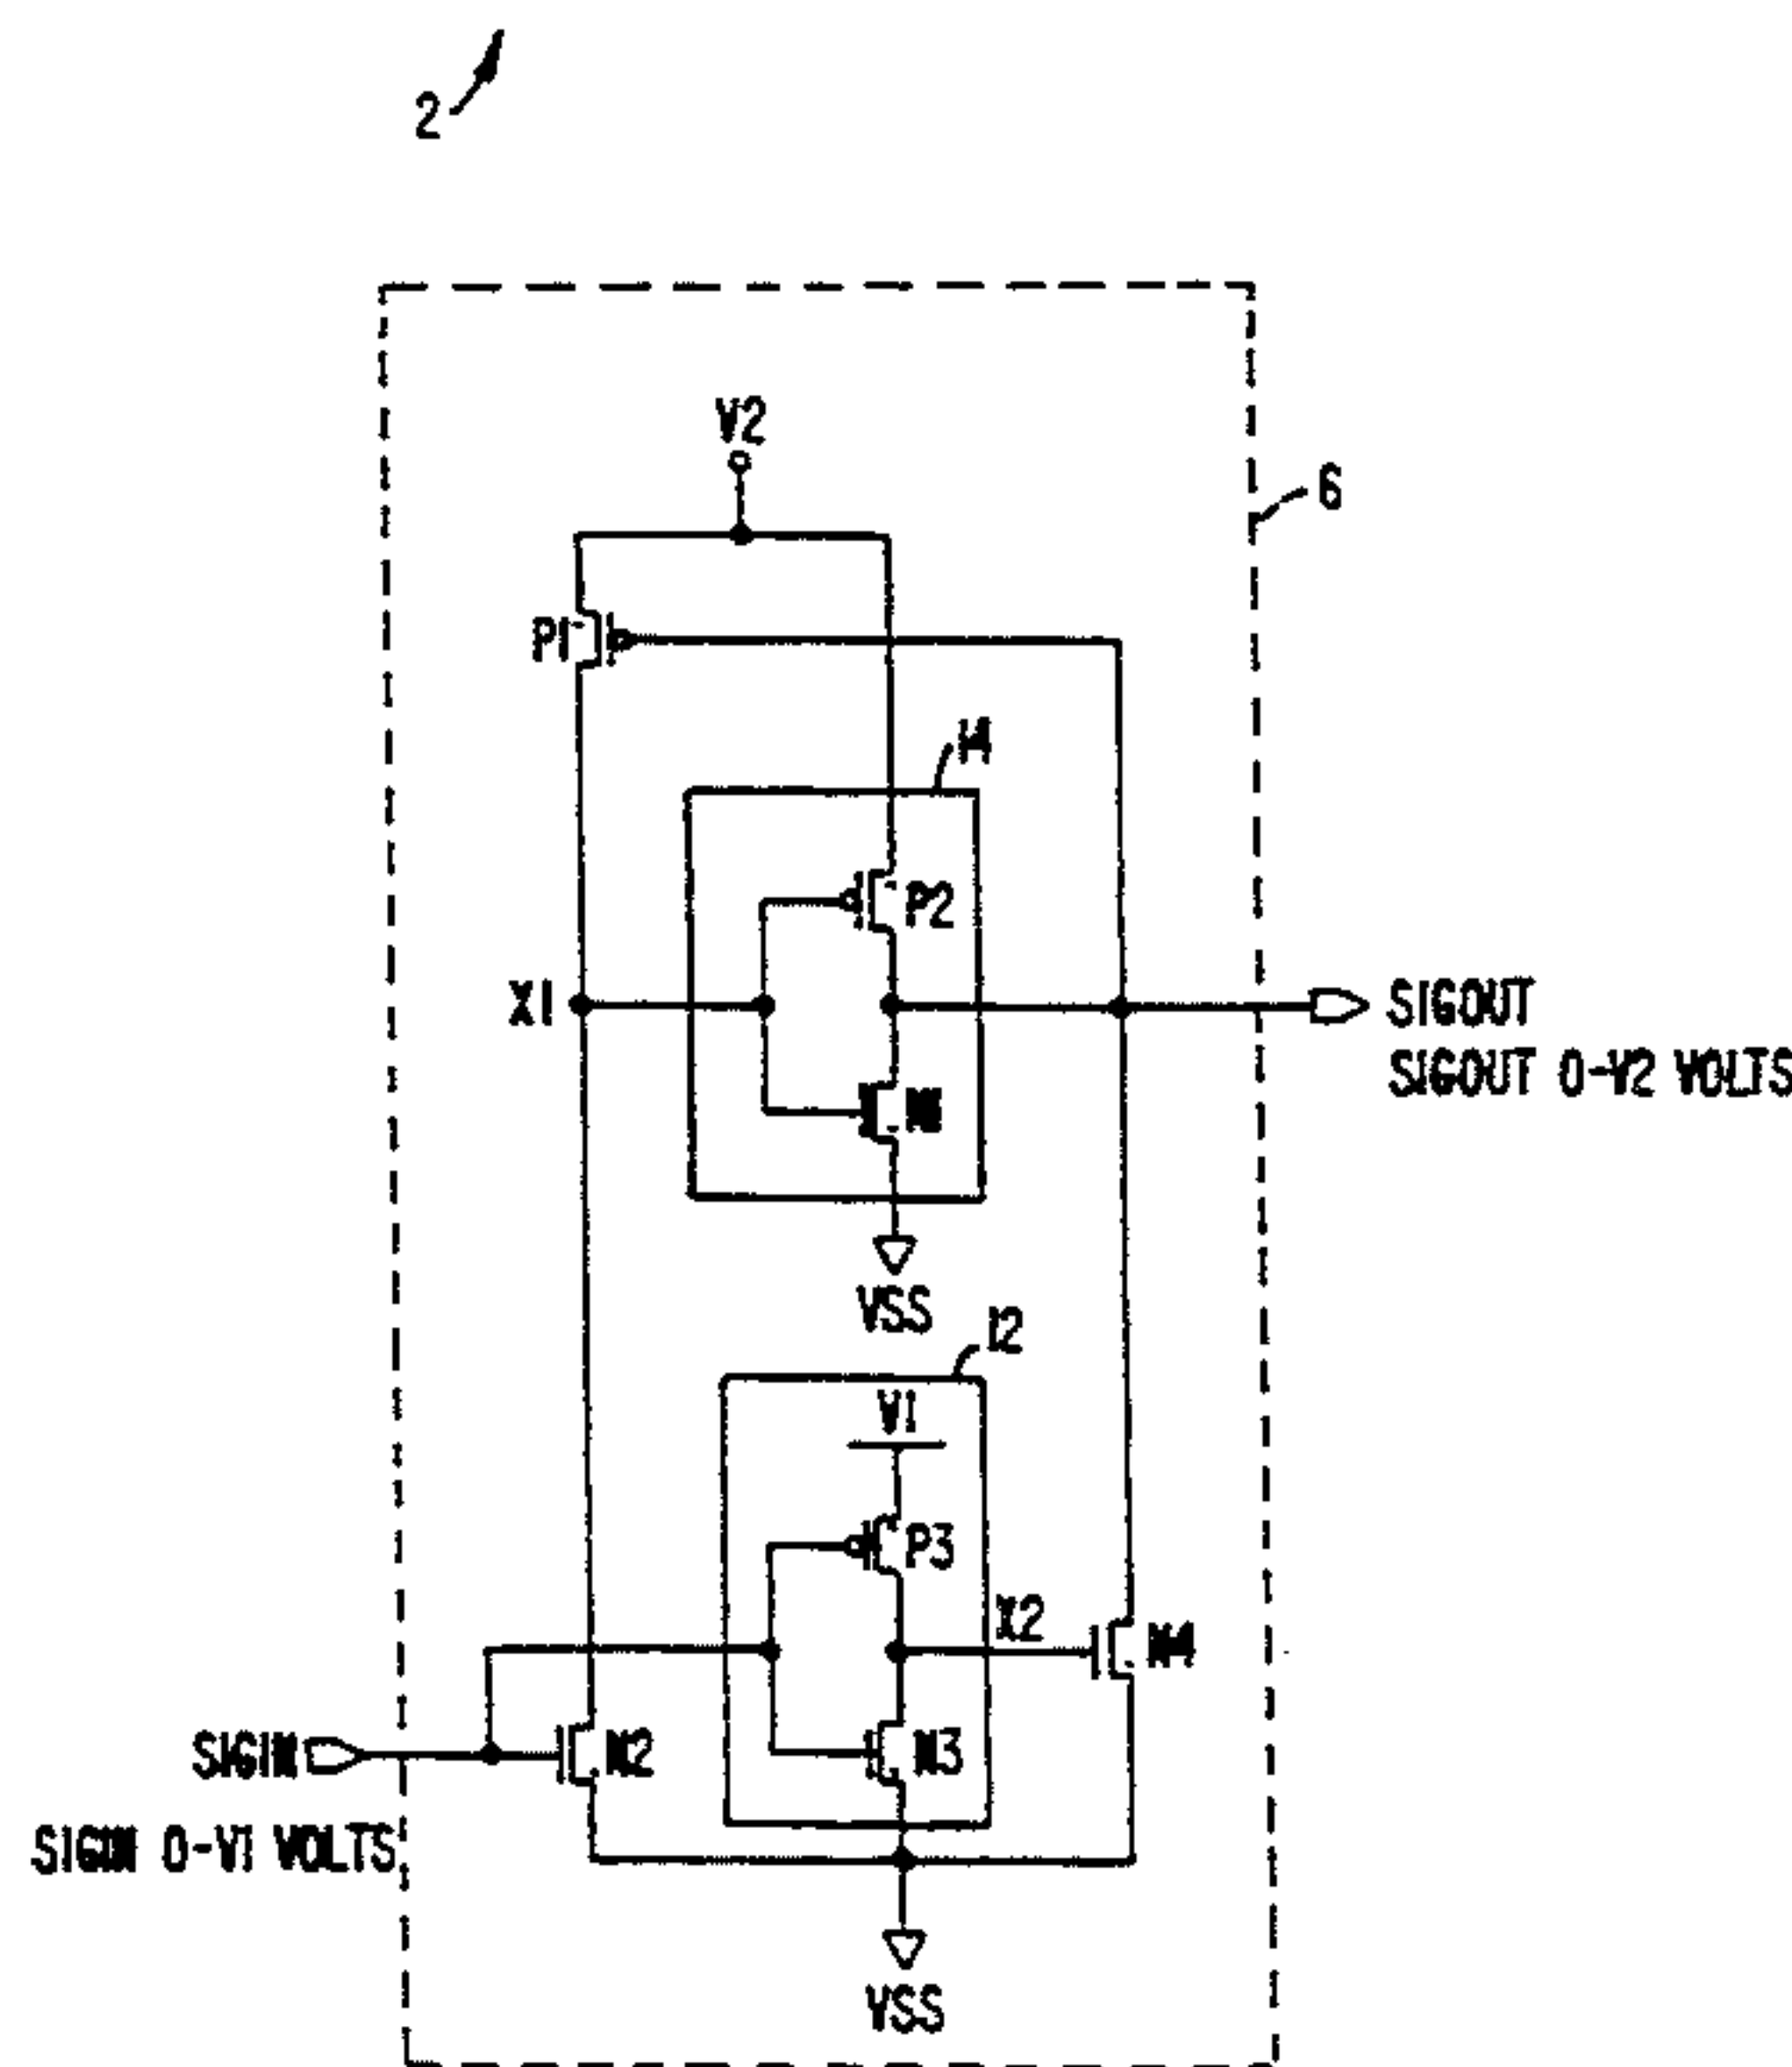 2
V2
6
P1
14
P2
X1
SIGOUT
SIGOUT 0-V2 VOLTS
VSS
12
V1
P3
X2
N4
SIGIN
N2
N3
SIGIN 0-V1 VOLTS
VSS